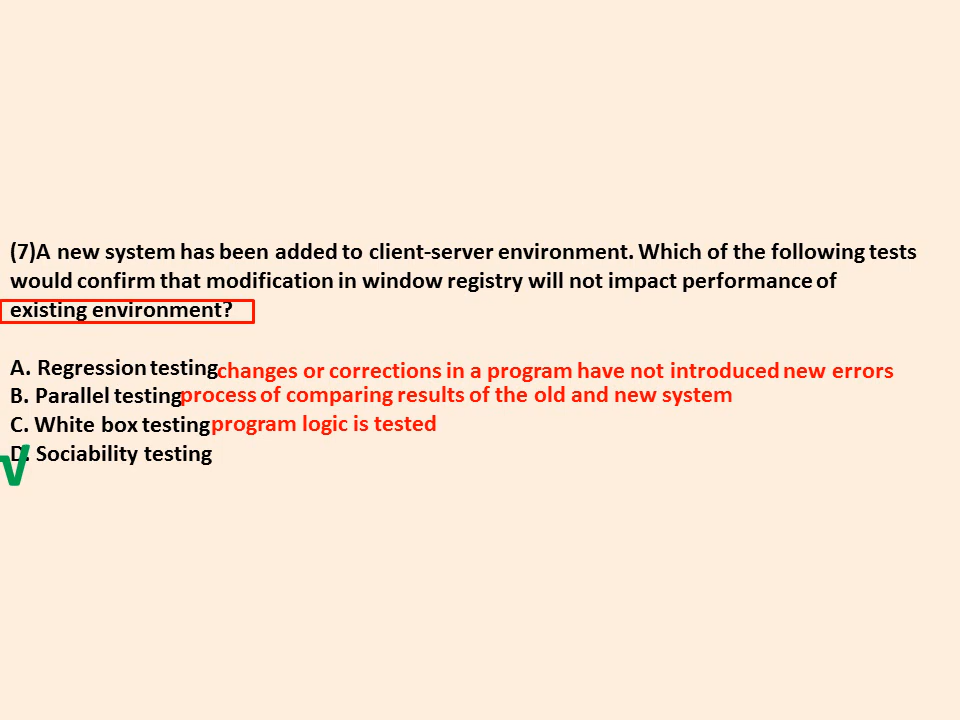 (7)A new system has been added to client-server environment. Which of the following tests
would confirm that modification in window registry will not impact performance of
existing environment?
A. Regression testing changes or corrections in a program have not introduced new errors
B. Parallel testing process of comparing results of the old and new system
C. White box testing program logic is tested
√ D. Sociability testing